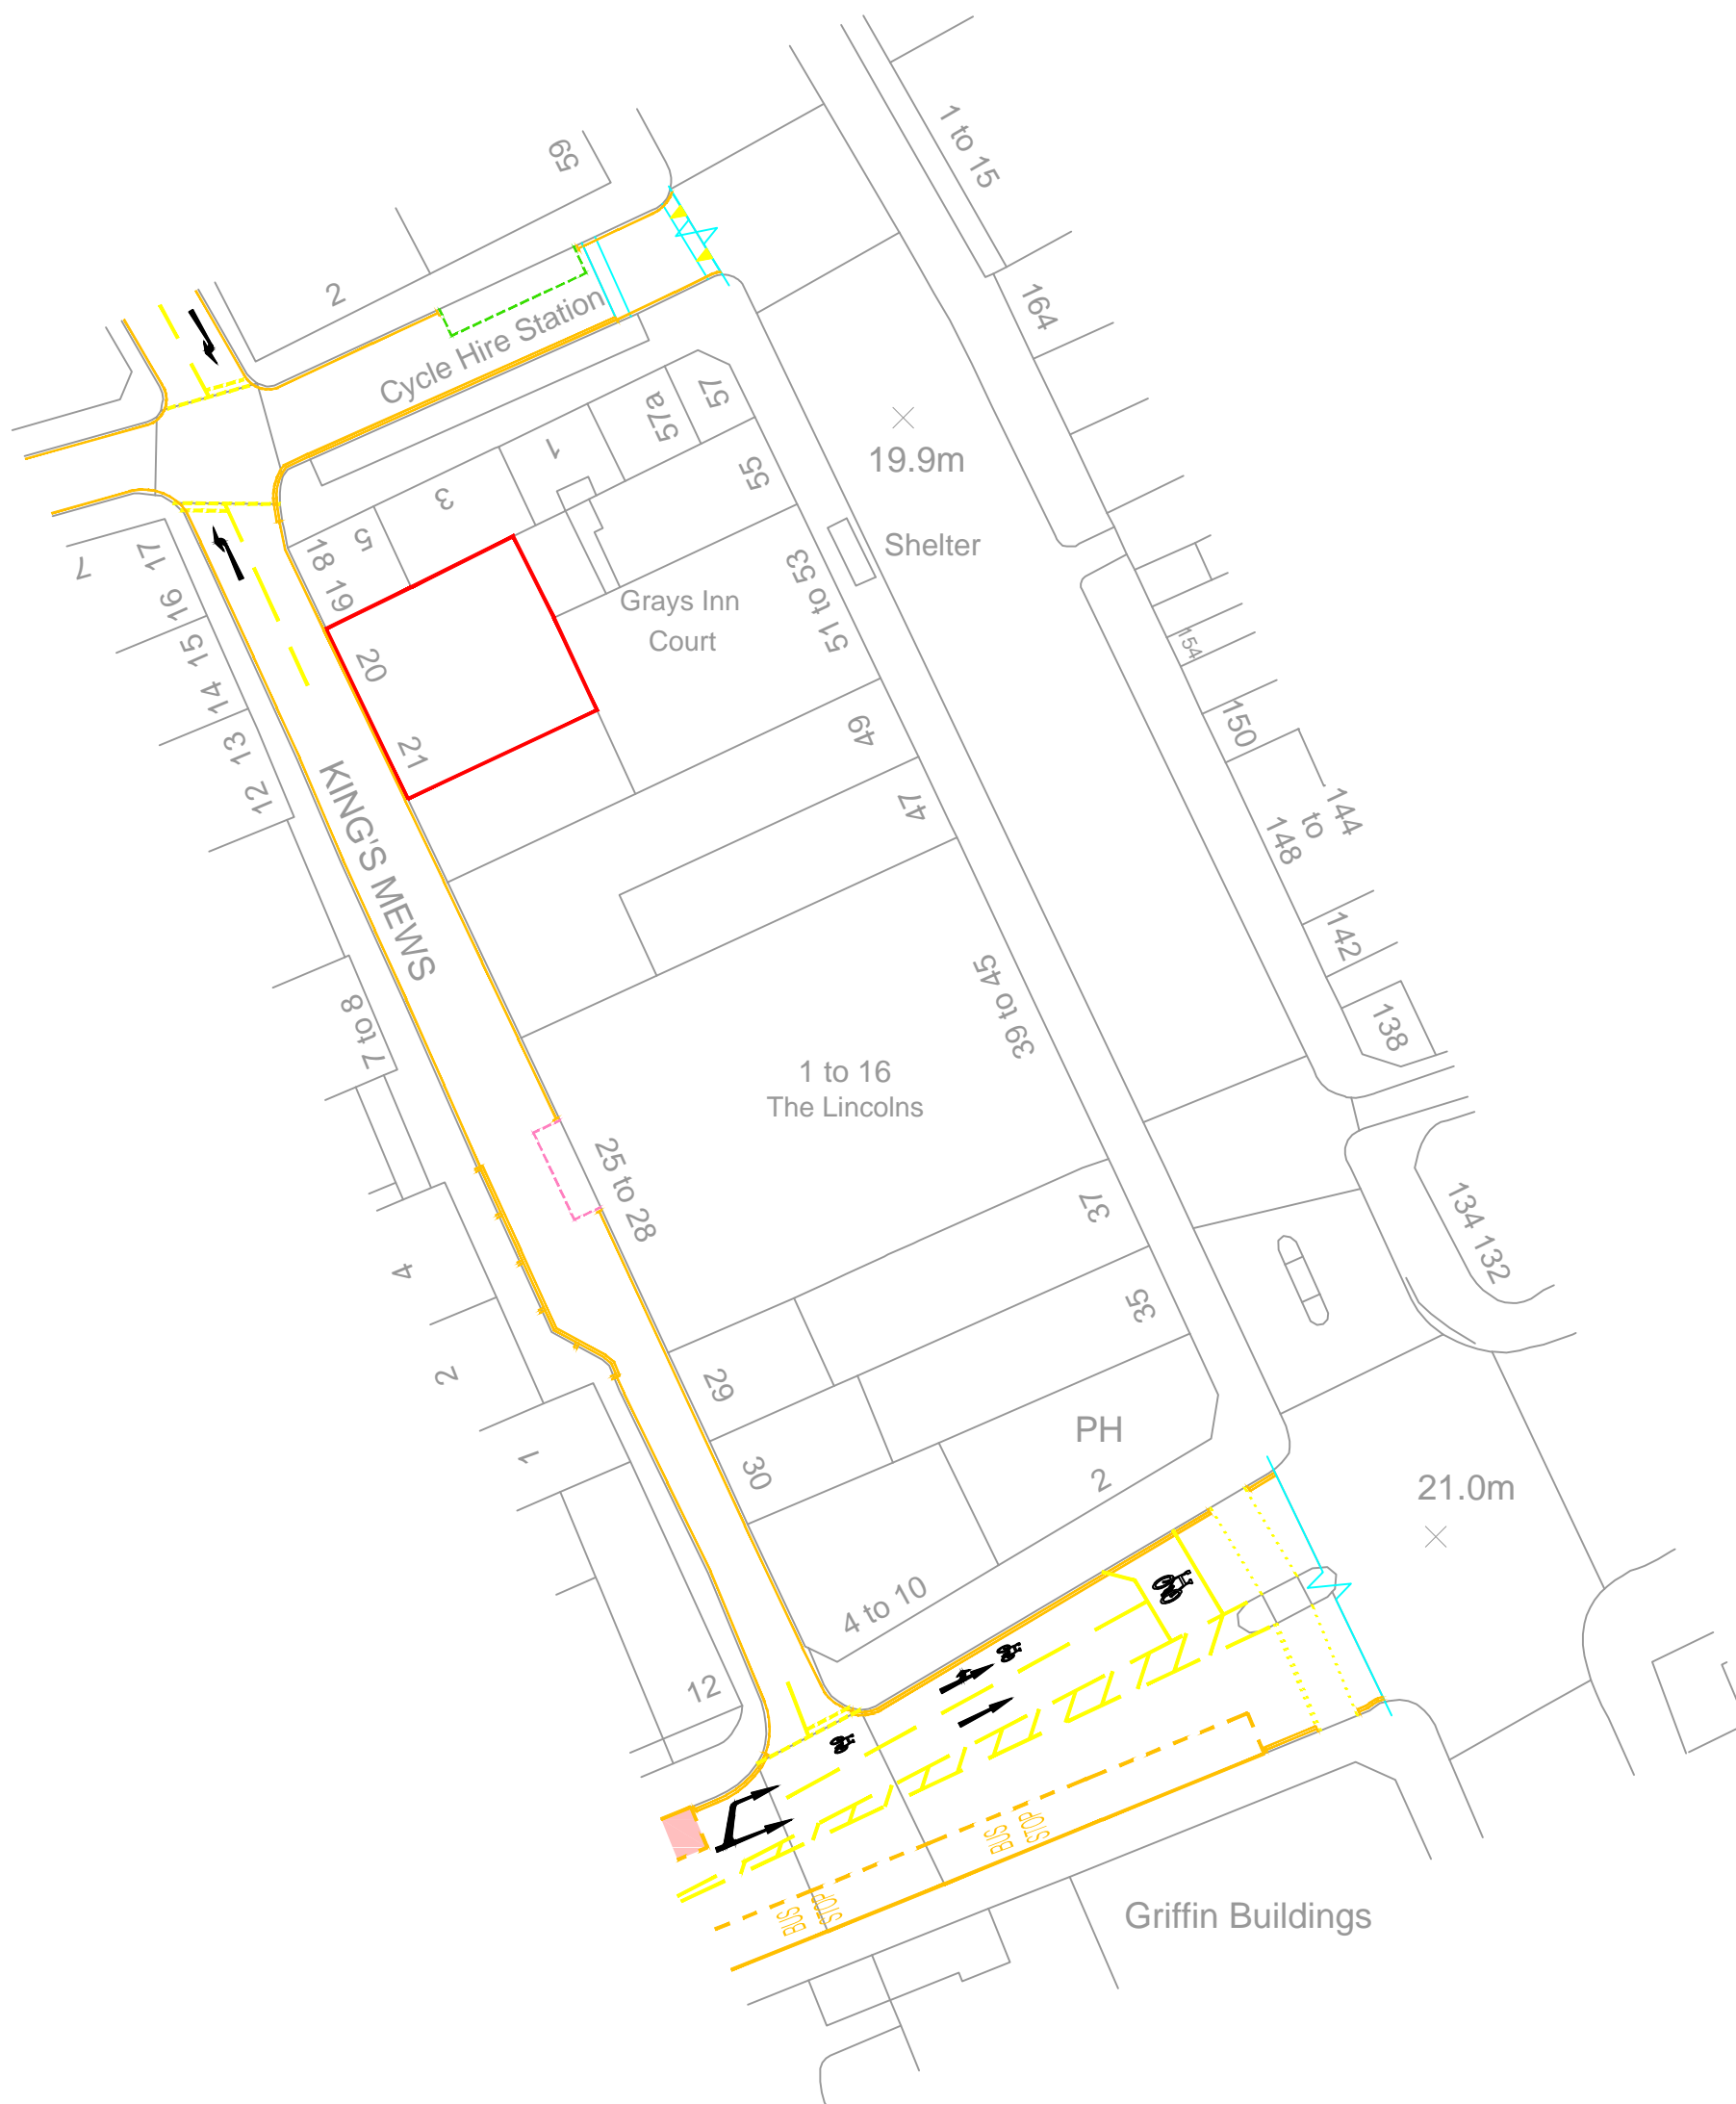 1 to 15
59
2
164
Cycle Hire Station
57
57a
1
55
19.9m
3
5
18
19
Shelter
7
17
16
15
14
13
12
Grays Inn
Court
51 to 53
154
20
21
49
150
47
144
to
148
KING'S MEWS
142
39 to 45
138
7 to 8
1 to 16
The Lincolns
25 to 28
37
134
132
4
35
2
29
PH
2
1
30
21.0m
4 to 10
12
BUS
STOP
BUS
STOP
Griffin Buildings